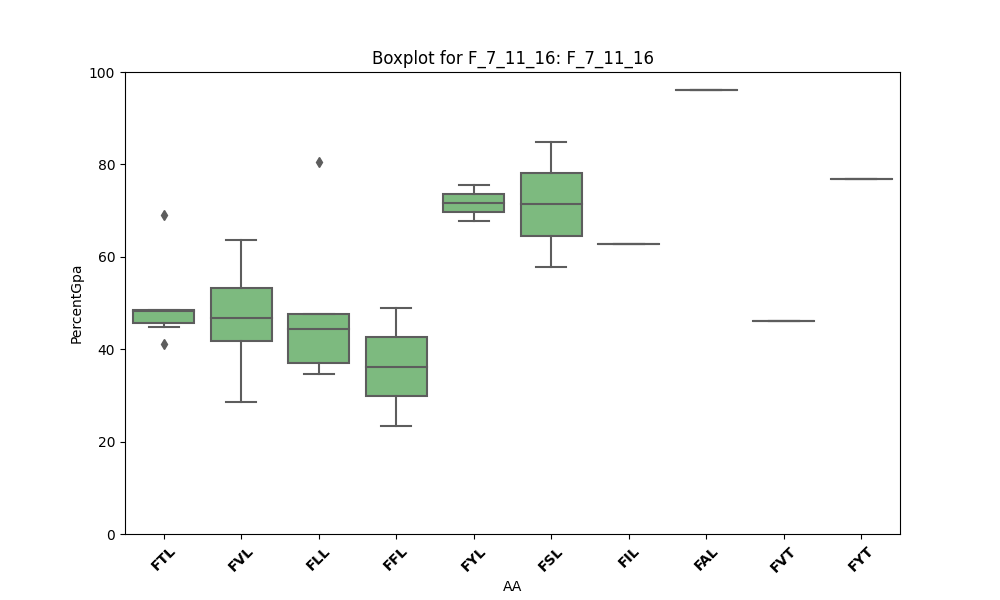 Boxplot for F_7_11_16: F_7_11_16
100
80
60
40
20
0
PercentGpa
FTL FVL FLL FFL FYL FSL FIL FAL FVT FYT
AA